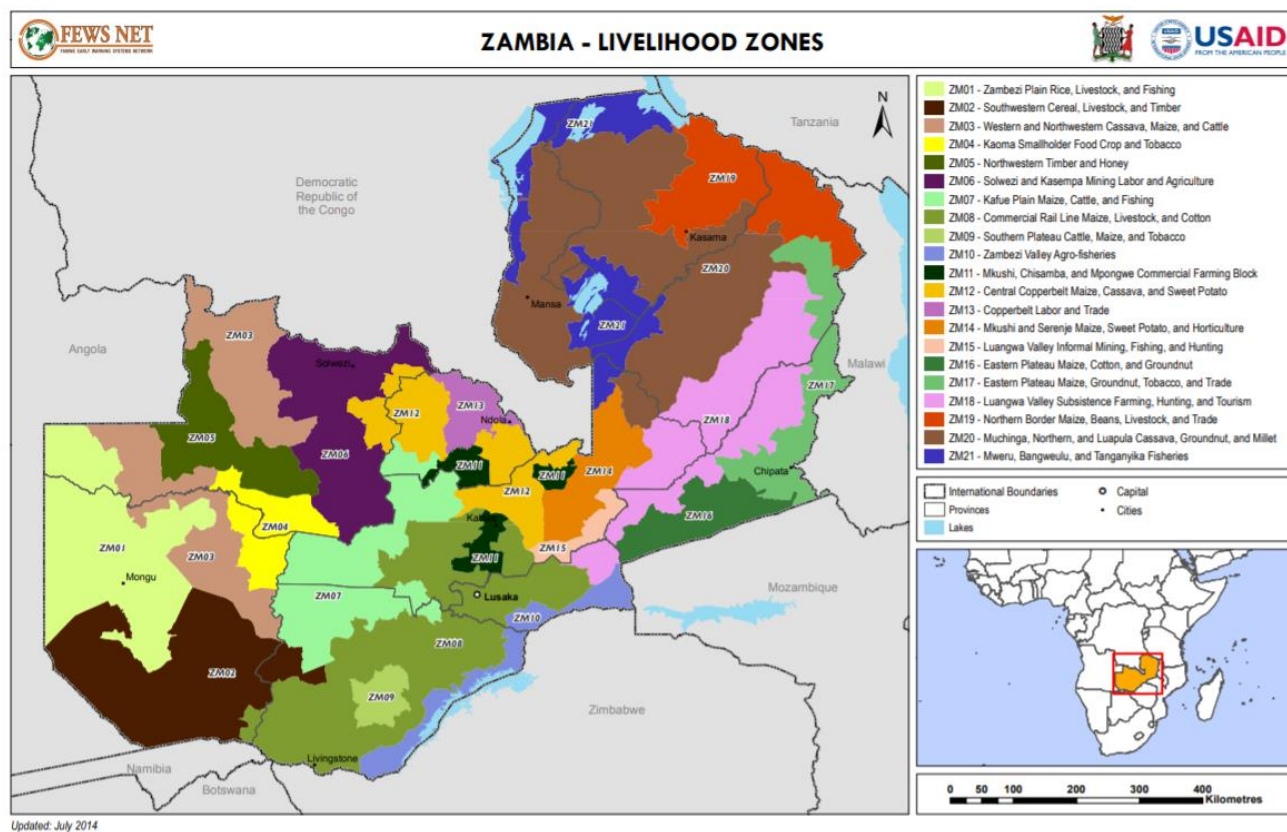 FEWS NET
FAMINE EARLY WARNING SYSTEMS NETWORK
ZAMBIA - LIVELIHOOD ZONES
USAID
FROM THE AMERICAN PEOPLE
Democratic
Republic of
the Congo
Tanzania
Angola
Malawi
Mozambique
Zimbabwe
Namibia
Botswana
N
ZM21
ZM19
Kasama
ZM20
Mansa
ZM21
ZM03
Solwezi
ZM12
ZM13
Ndola
ZM17
ZM18
ZM05
ZM06
ZM11
ZM11
ZM14
Chipata
ZM12
ZM16
ZM04
ZM01
ZM03
ZM11
ZM15
Mongu
ZM07
Lusaka
ZM10
ZM08
ZM02
ZM09
Livingstone
ZM01 - Zambezi Plain Rice, Livestock, and Fishing
ZM02 - Southwestern Cereal, Livestock, and Timber
ZM03 - Western and Northwestern Cassava, Maize, and Cattle
ZM04 - Kaoma Smallholder Food Crop and Tobacco
ZM05 - Northwestern Timber and Honey
ZM06 - Solwezi and Kasempa Mining Labor and Agriculture
ZM07 - Kafue Plain Maize, Cattle, and Fishing
ZM08 - Commercial Rail Line Maize, Livestock, and Cotton
ZM09 - Southern Plateau Cattle, Maize, and Tobacco
ZM10 - Zambezi Valley Agro-fisheries
ZM11 - Mkushi, Chisamba, and Mpongwe Commercial Farming Block
ZM12 - Central Copperbelt Maize, Cassava, and Sweet Potato
ZM13 - Copperbelt Labor and Trade
ZM14 - Mkushi and Serenje Maize, Sweet Potato, and Horticulture
ZM15 - Luangwa Valley Informal Mining, Fishing, and Hunting
ZM16 - Eastern Plateau Maize, Cotton, and Groundnut
ZM17 - Eastern Plateau Maize, Groundnut, Tobacco, and Trade
ZM18 - Luangwa Valley Subsistence Farming, Hunting, and Tourism
ZM19 - Northern Border Maize, Beans, Livestock, and Trade
ZM20 - Muchinga, Northern, and Luapula Cassava, Groundnut, and Millet
ZM21 - Mweru, Bangweulu, and Tanganyika Fisheries
International Boundaries
Capital
Provinces
Cities
Lakes
0 50 100 200 300 400
Kilometres
Updated: July 2014